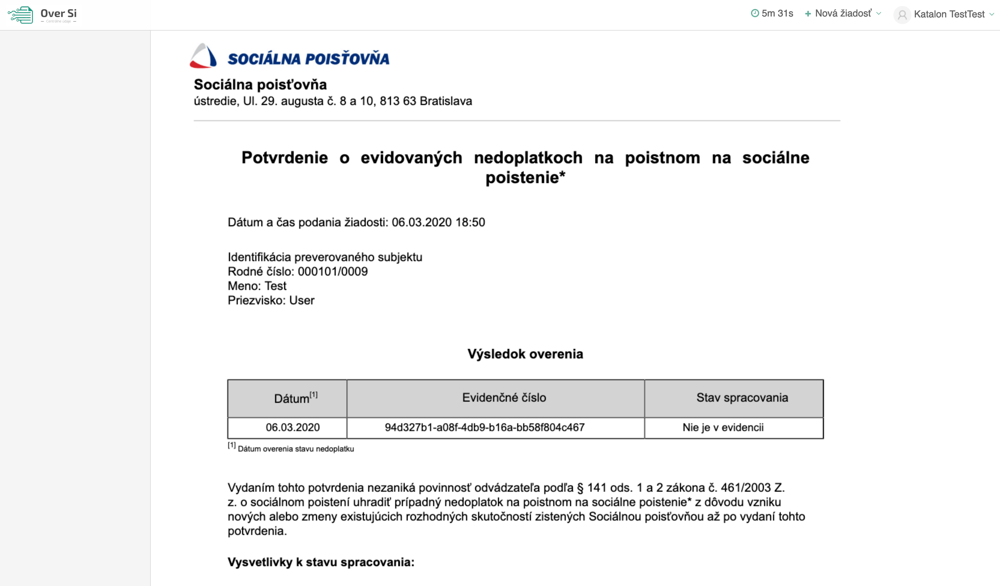 Over Si
Centrálne údaje
5m 31s
Nová žiadosť
Katalon TestTest
SOCIÁLNA POISŤOVŇA
Sociálna poisťovňa
ústredie, Ul. 29. augusta č. 8 a 10, 813 63 Bratislava
Potvrdenie o evidovaných nedoplatkoch na poistnom na sociálne
poistenie*
Dátum a čas podania žiadosti: 06.03.2020 18:50
Identifikácia preverovaného subjektu
Rodné číslo: 000101/0009
Meno: Test
Priezvisko: User
Výsledok overenia
Dátum[1]
Evidenčné číslo
Stav spracovania
06.03.2020
94d327b1-a08f-4db9-b16a-bb58f804c467
Nie je v evidencii
[1] Dátum overenia stavu nedoplatku
Vydaním tohto potvrdenia nezaniká povinnosť odvádzateľa podľa § 141 ods. 1 a 2 zákona č. 461/2003 Z.
z. o sociálnom poistení uhradiť prípadný nedoplatok na poistnom na sociálne poistenie* z dôvodu vzniku
nových alebo zmeny existujúcich rozhodných skutočností zistených Sociálnou poisťovňou až po vydaní tohto
potvrdenia.
Vysvetlivky k stavu spracovania: